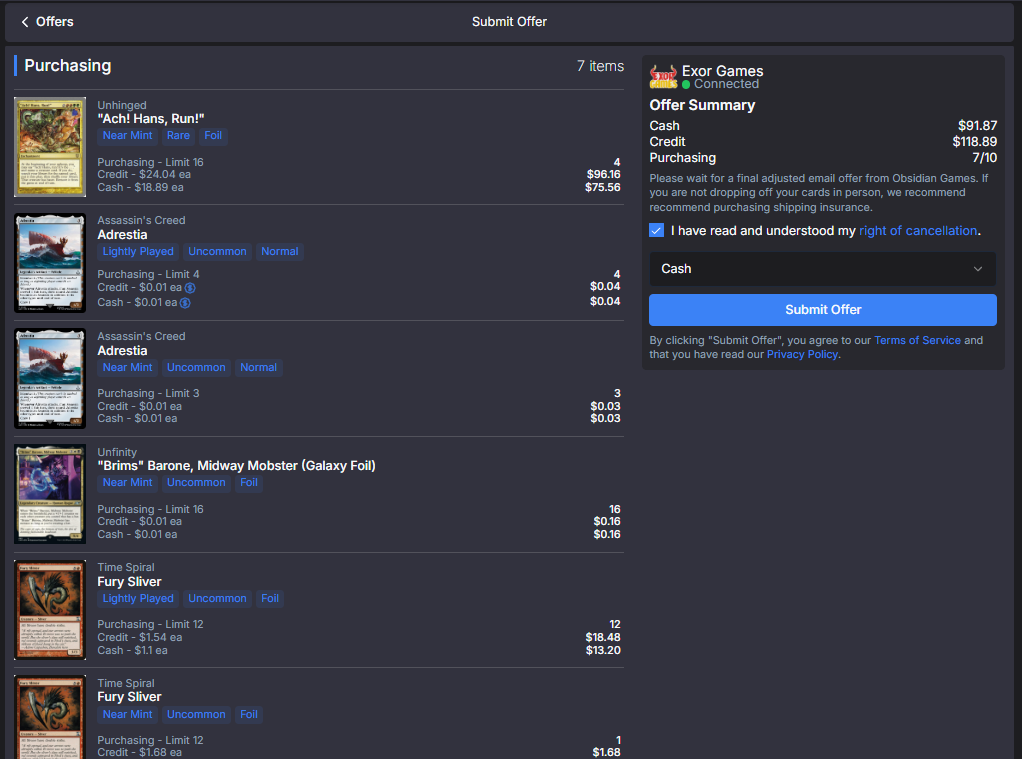 Offers
Submit Offer
Purchasing
7 items
Unhinged
"Ach! Hans, Run!"
Near Mint Rare Foil
Purchasing - Limit 16 4
Credit - $24.04 ea $96.16
Cash - $18.89 ea $75.56
Assassin's Creed
Adrestia
Lightly Played Uncommon Normal
Purchasing - Limit 4 4
Credit - $0.01 ea $0.04
Cash - $0.01 ea $0.04
Assassin's Creed
Adrestia
Near Mint Uncommon Normal
Purchasing - Limit 3 3
Credit - $0.01 ea $0.03
Cash - $0.01 ea $0.03
Unfinity
"Brims" Barone, Midway Mobster (Galaxy Foil)
Near Mint Uncommon Foil
Purchasing - Limit 16 16
Credit - $0.01 ea $0.16
Cash - $0.01 ea $0.16
Time Spiral
Fury Sliver
Lightly Played Uncommon Foil
Purchasing - Limit 12 12
Credit - $1.54 ea $18.48
Cash - $1.1 ea $13.20
Time Spiral
Fury Sliver
Near Mint Uncommon Foil
Purchasing - Limit 12 1
Credit - $1.68 ea $1.68
EXOR GAMES
Exor Games
Connected
Offer Summary
Cash $91.87
Credit $118.89
Purchasing 7/10
Please wait for a final adjusted email offer from Obsidian Games. If
you are not dropping off your cards in person, we recommend
recommend purchasing shipping insurance.
I have read and understood my right of cancellation.
Cash
Submit Offer
By clicking "Submit Offer", you agree to our Terms of Service and
that you have read our Privacy Policy.